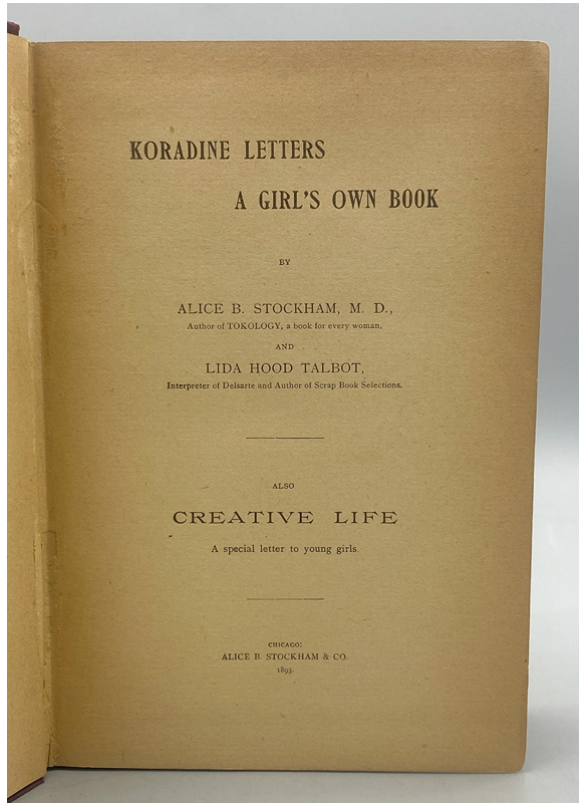 KORADINE LETTERS
A GIRL'S OWN BOOK
BY
ALICE B. STOCKHAM, M. D.,
Author of TOKOLOGY, a book for every woman,
AND
LIDA HOOD TALBOT,
Interpreter of Delsarte and Author of Scrap Book Selections.
ALSO
CREATIVE LIFE
A special letter to young girls.
CHICAGO:
ALICE B. STOCKHAM & CO.
1893.